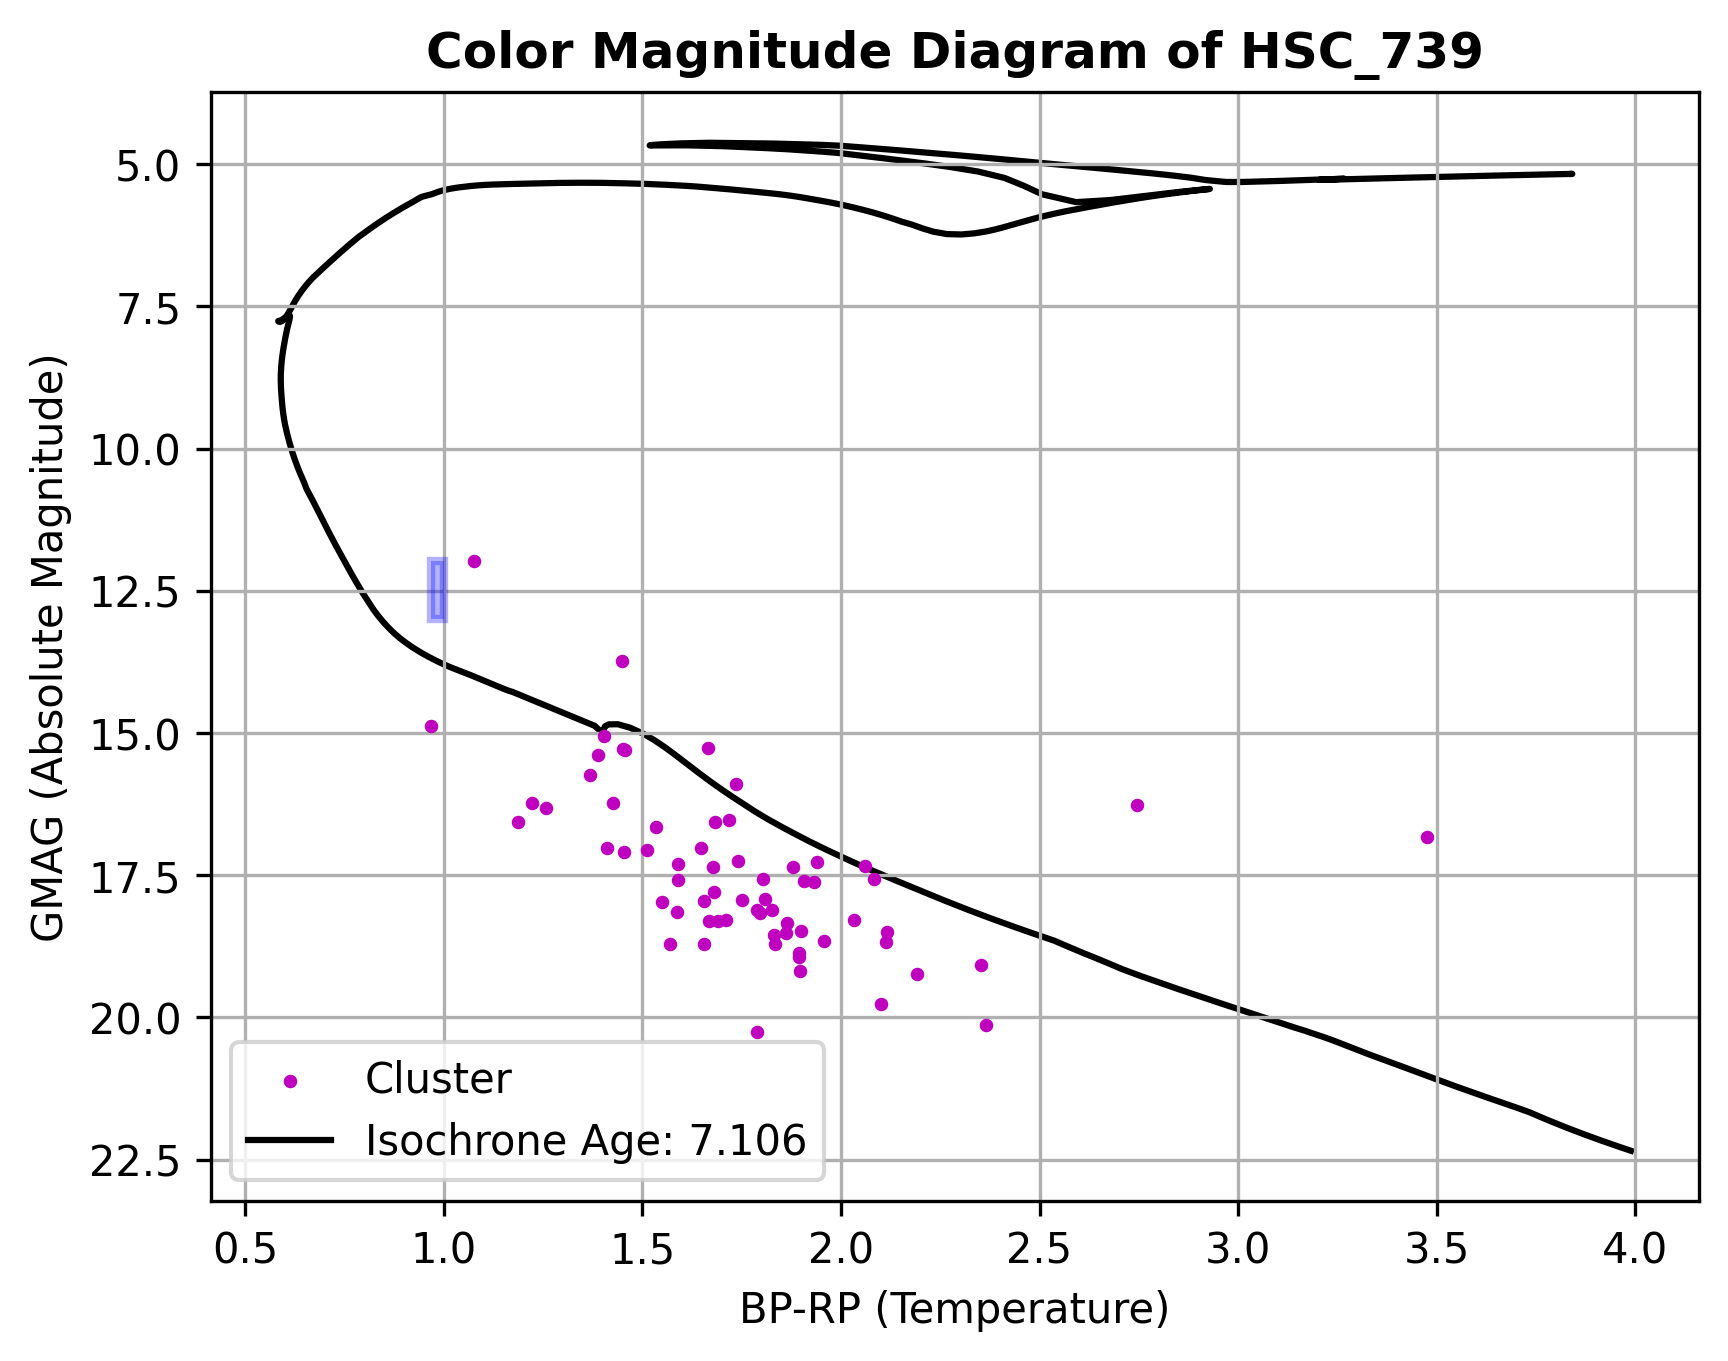 Color Magnitude Diagram of HSC_739
GMAG (Absolute Magnitude)
5.0
7.5
10.0
12.5
15.0
17.5
20.0
22.5
Cluster
Isochrone Age: 7.106
0.5 1.0 1.5 2.0 2.5 3.0 3.5 4.0
BP-RP (Temperature)